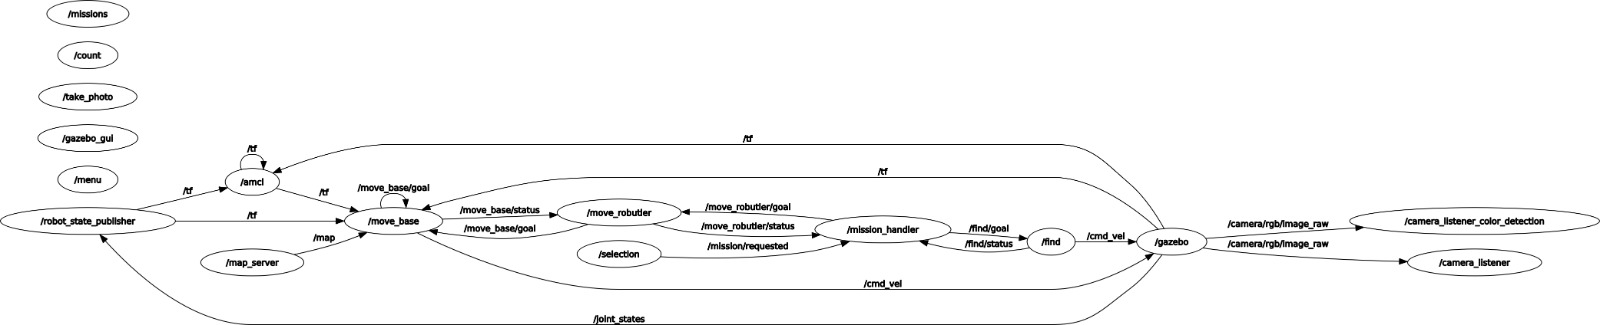 /missions
/count
/take_photo
/gazebo_gui
/menu
/robot_state_publisher
/tf
/tf
/tf
/amcl
/tf
/map_server
/map
/move_base/goal
/move_base
/move_base/status
/move_base/goal
/move_robutler
/selection
/move_robutler/goal
/move_robutler/status
/mission/requested
/mission_handler
/find/goal
/find/status
/find
/cmd_vel
/tf
/tf
/cmd_vel
/joint_states
/gazebo
/camera/rgb/image_raw
/camera/rgb/image_raw
/camera_listener_color_detection
/camera_listener